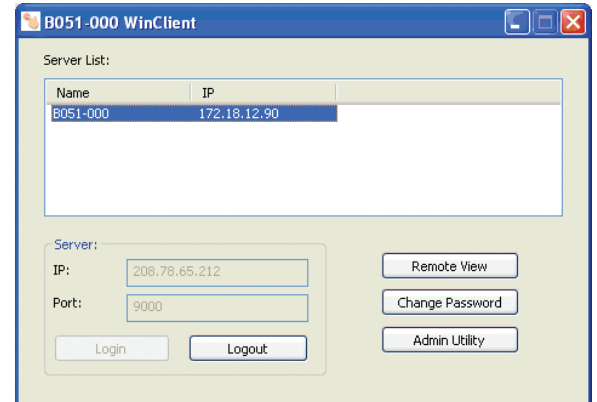 B051-000 WinClient
Server List:
Name IP
B051-000 172.18.12.90
Server:
IP: 208.78.65.212
Remote View
Port: 9000
Change Password
Login Logout
Admin Utility